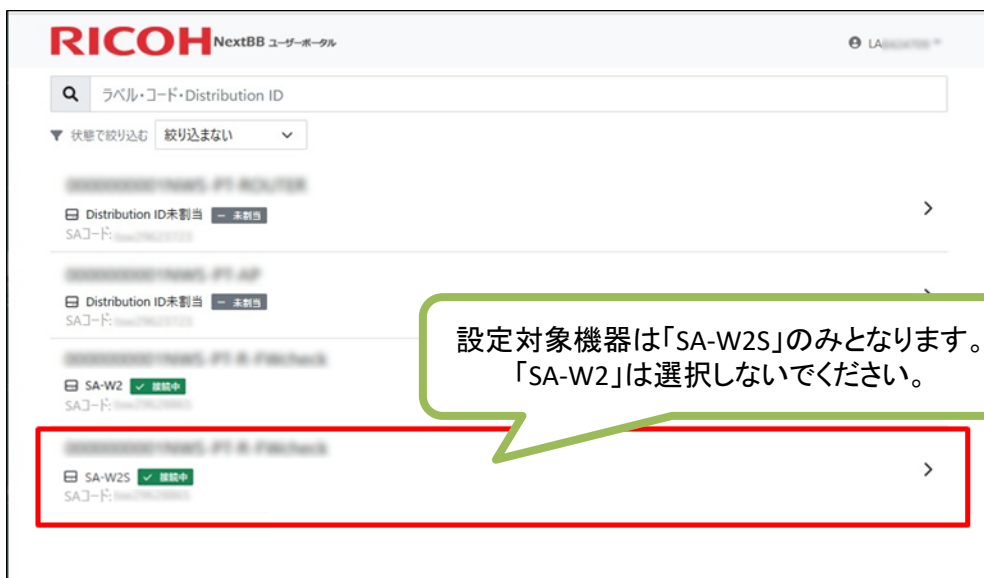 RICOH NextBB ユーザーポータル
LA
ラベル・コード・Distribution ID
状態で絞り込む 絞り込まない
Distribution ID未割当 − 未割当
SAコード:
Distribution ID未割当 − 未割当
SAコード:
設定対象機器は「SA-W2S」のみとなります。
「SA-W2」は選択しないでください。
SA-W2 ✓ 接続中
SAコード:
SA-W2S ✓ 接続中
SAコード: